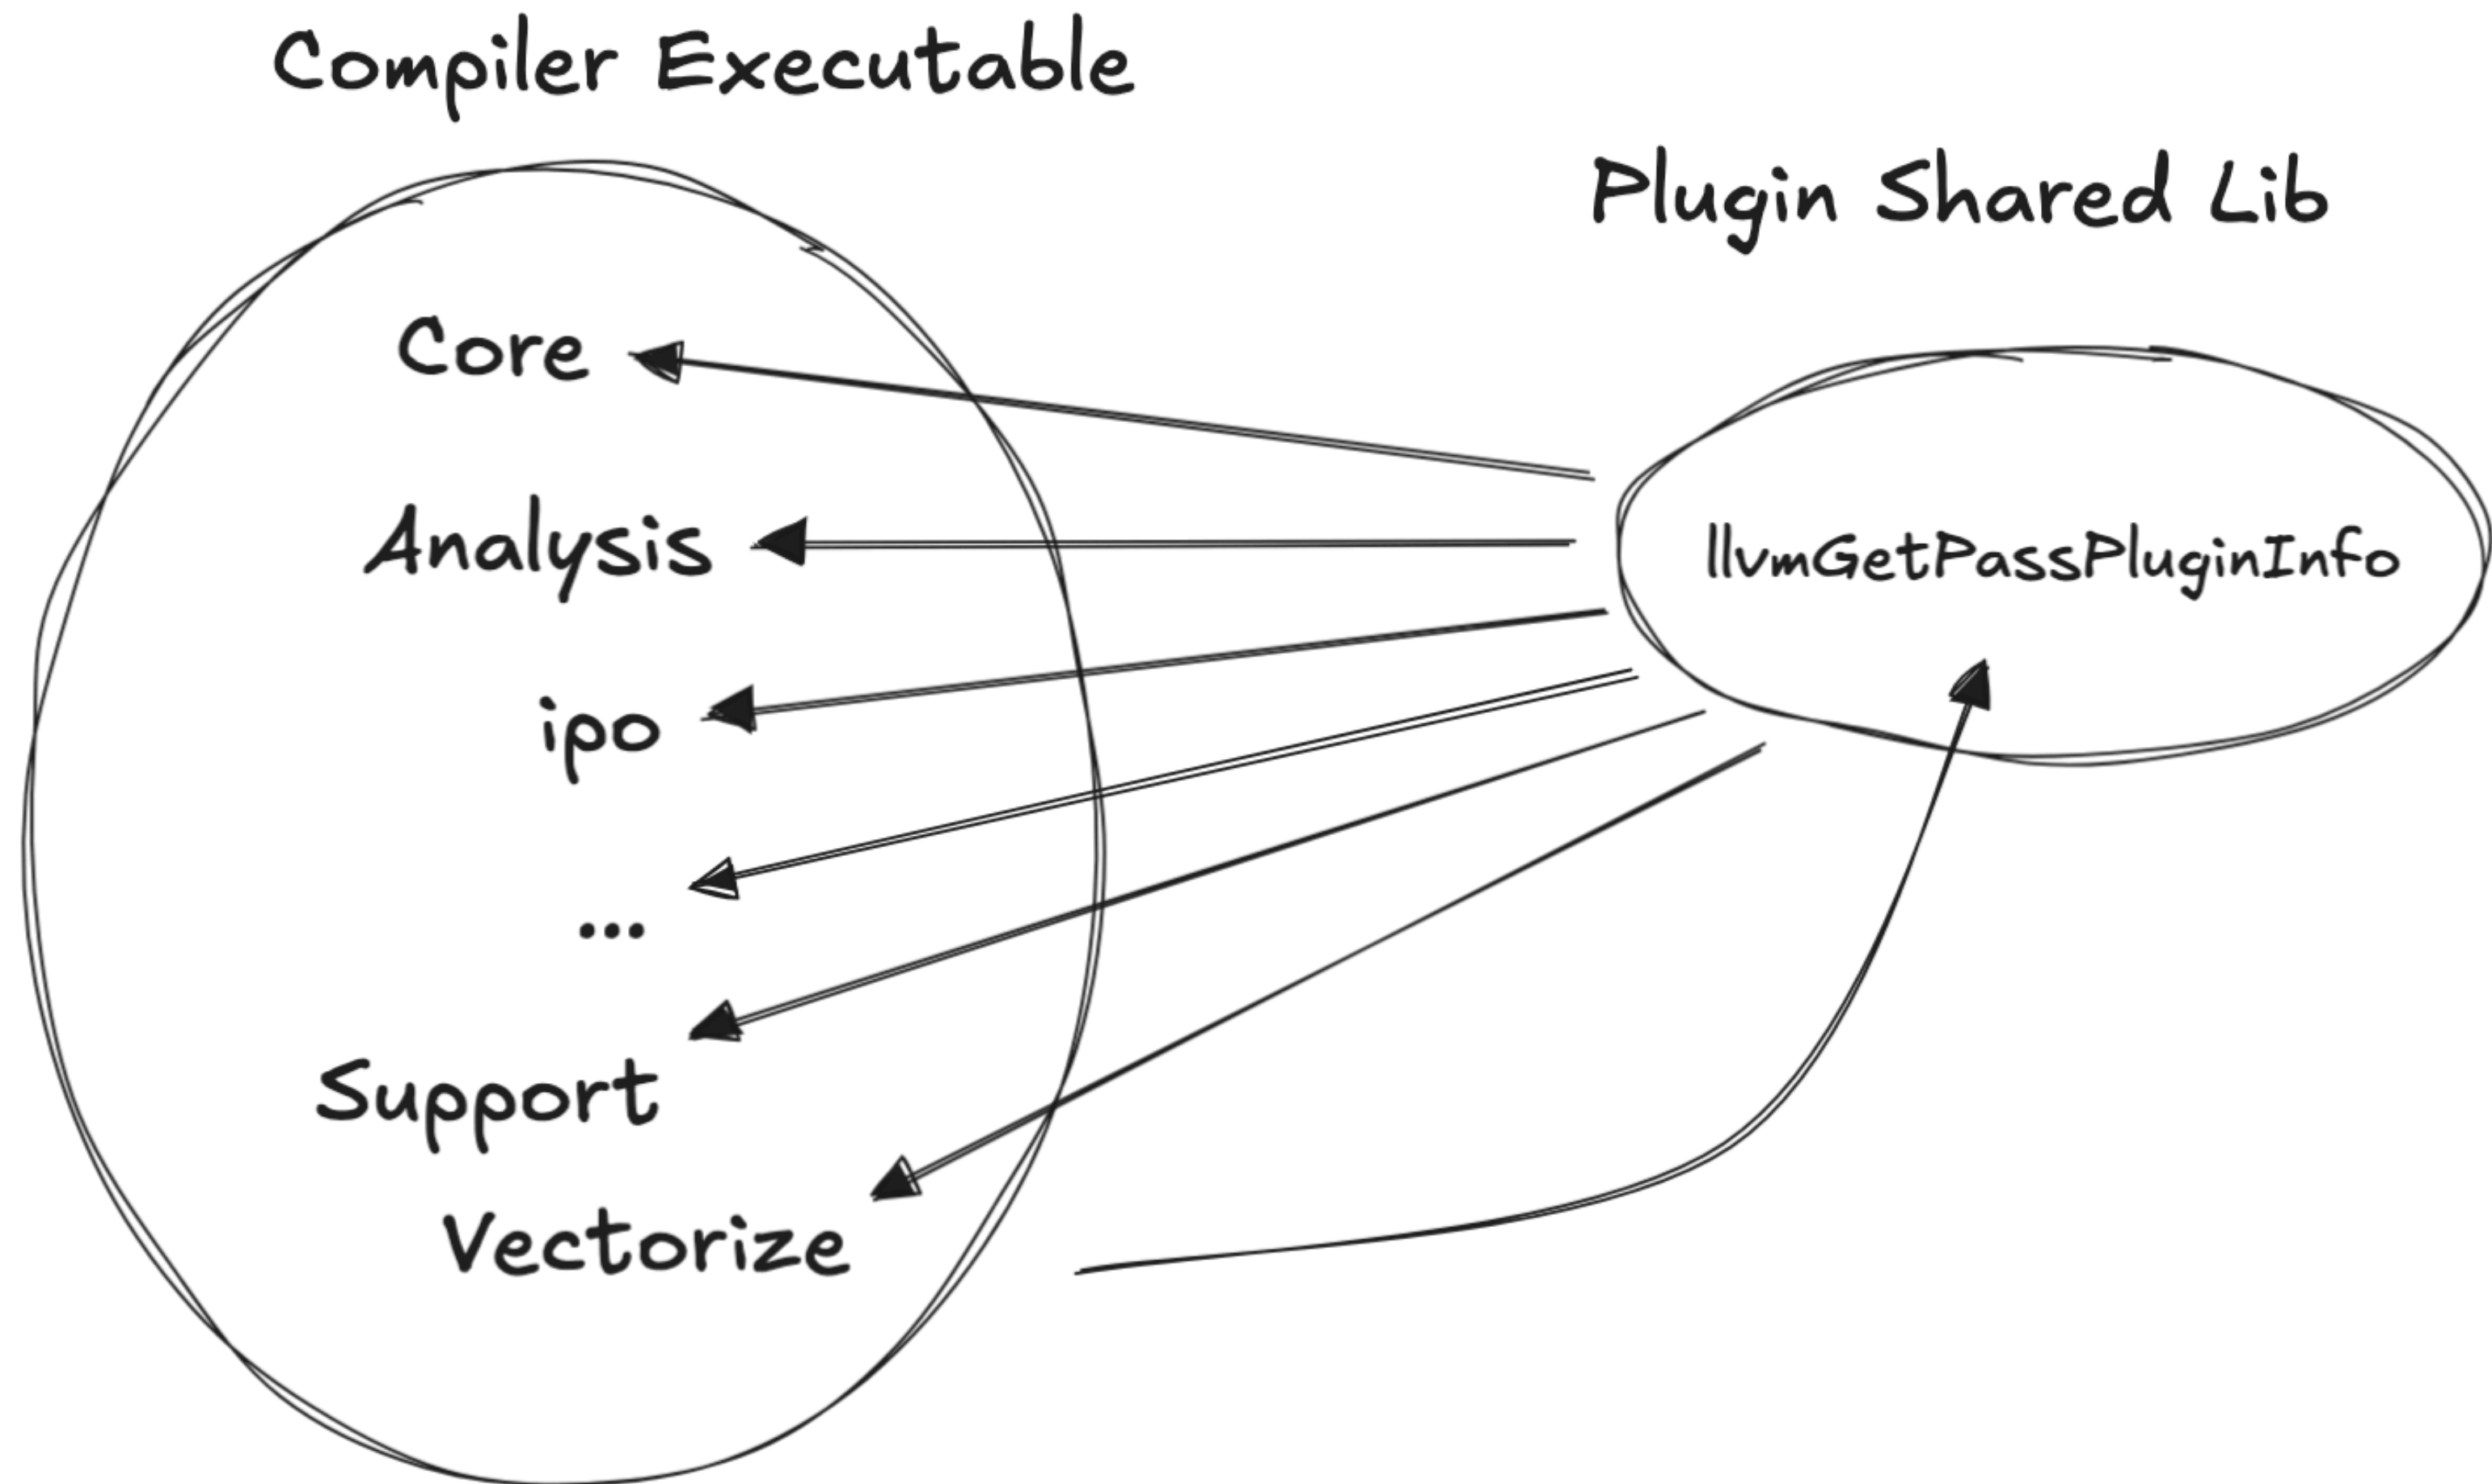 Compiler Executable
Plugin Shared Lib
Core
Analysis
llvmGetPassPluginInfo
ipo
...
Support
Vectorize